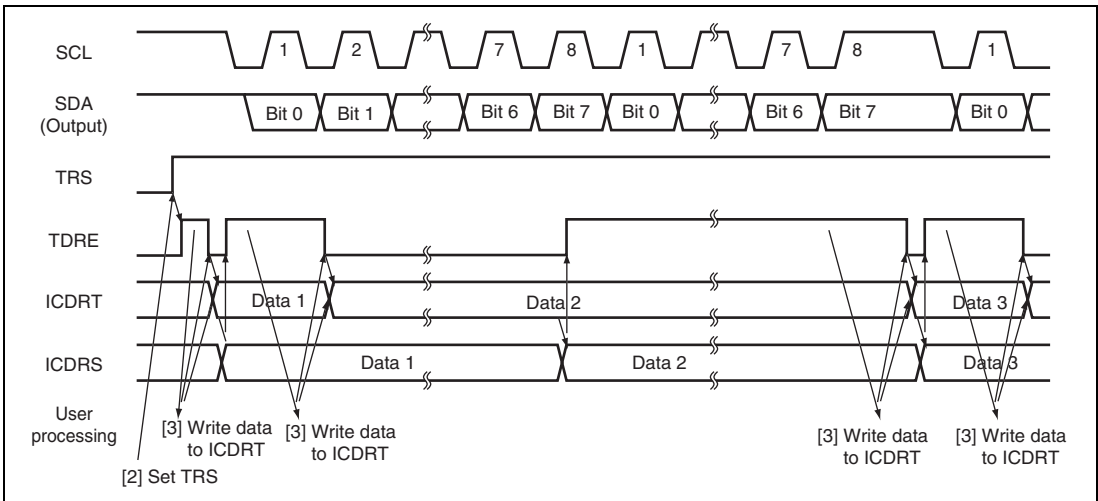 SCL 1 2 7 8 1 7 8 1
SDA
(Output)
Bit 0 Bit 1 Bit 6 Bit 7 Bit 0 Bit 6 Bit 7 Bit 0
TRS
TDRE
ICDRT Data 1 Data 2 Data 3
ICDRS Data 1 Data 2 Data 3
User
processing
[3] Write data
to ICDRT
[3] Write data
to ICDRT
[3] Write data
to ICDRT
[3] Write data
to ICDRT
[2] Set TRS